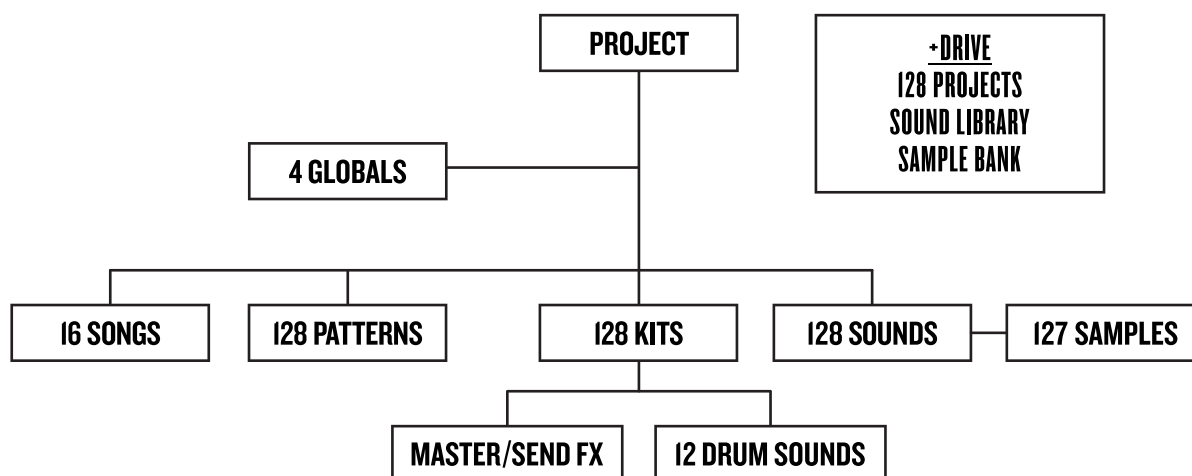 PROJECT
+DRIVE
128 PROJECTS
SOUND LIBRARY
SAMPLE BANK
4 GLOBALS
16 SONGS
128 PATTERNS
128 KITS
128 SOUNDS
127 SAMPLES
MASTER/SEND FX
12 DRUM SOUNDS